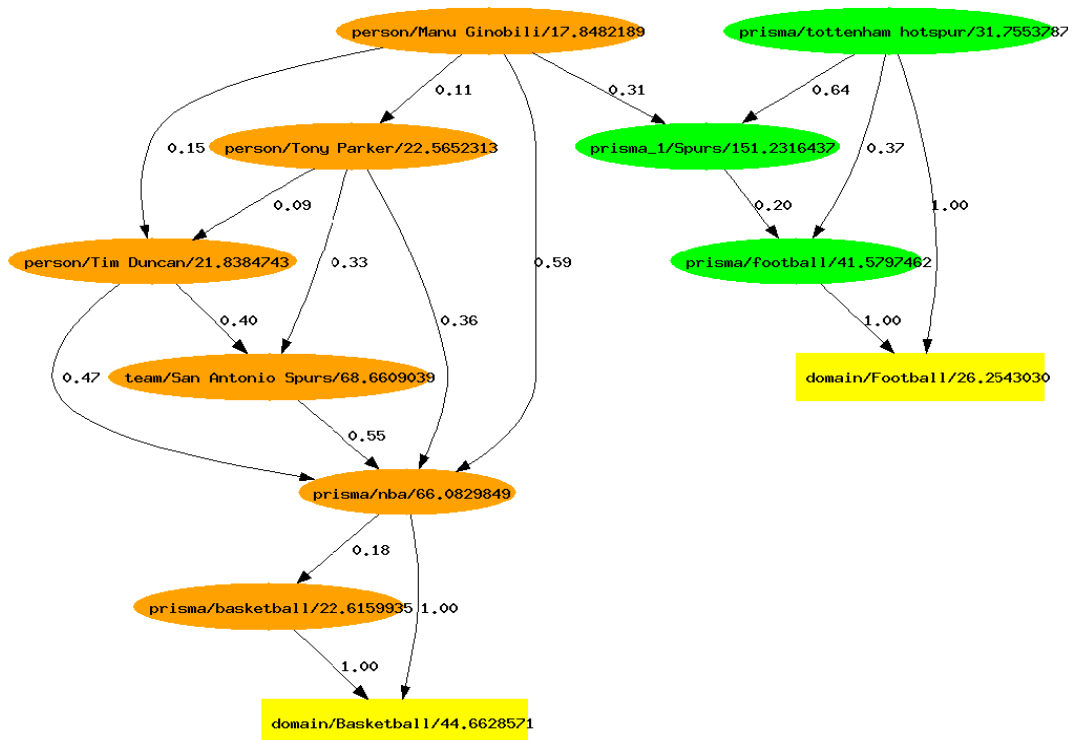 person/Manu Ginobili/17.8482189
prisma/tottenham hotspur/31.7553787
0.11
0.31
0.64
0.15
person/Tony Parker/22.5652313
prisma_1/Spurs/151.2316437
0.37
0.09
0.20
1.00
person/Tim Duncan/21.8384743
0.33
0.59
prisma/football/41.5797462
0.40
0.36
1.00
0.47
team/San Antonio Spurs/68.6609039
domain/Football/26.2543030
0.55
prisma/nba/66.0829849
0.18
prisma/basketball/22.6159935
1.00
1.00
domain/Basketball/44.6628571